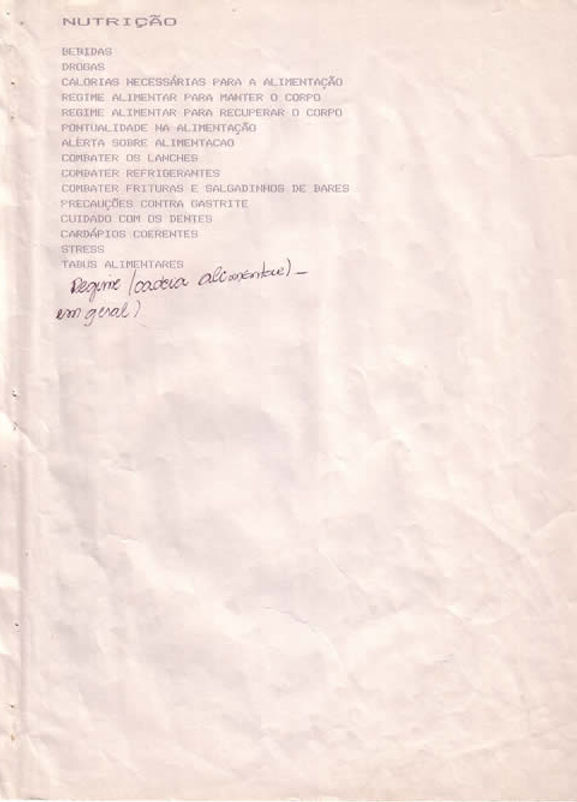 NUTRIÇÃO
BEBIDAS
DROGAS
CALORIAS NECESSÁRIAS PARA A ALIMENTAÇÃO
REGIME ALIMENTAR PARA MANTER O CORPO
REGIME ALIMENTAR PARA RECUPERAR O CORPO
PONTUALIDADE NA ALIMENTAÇÃO
ALERTA SOBRE ALIMENTACAO
COMBATER OS LANCHES
COMBATER REFRIGERANTES
COMBATER FRITURAS E SALGADINHOS DE BARES
PRECAUÇÕES CONTRA GASTRITE
CUIDADO COM OS DENTES
CARDÁPIOS COERENTES
STRESS
TABUS ALIMENTARES
Regime (cadeia alimentar) –
em geral)